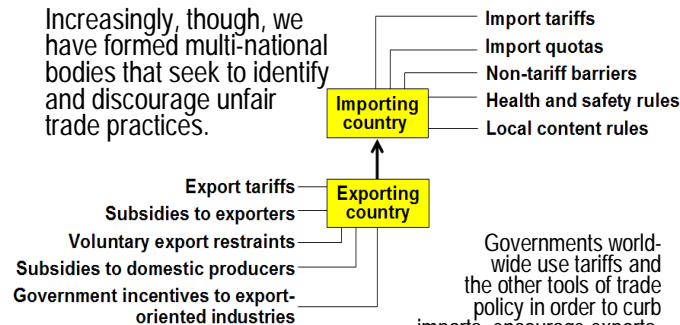 Increasingly, though, we
have formed multi-national
bodies that seek to identify
and discourage unfair
trade practices.
Import tariffs
Import quotas
Non-tariff barriers
Health and safety rules
Local content rules
Importing
country
Exporting
country
Export tariffs
Subsidies to exporters
Voluntary export restraints
Subsidies to domestic producers
Government incentives to export-
oriented industries
Governments world-
wide use tariffs and
the other tools of trade
policy in order to curb
imports, encourage exports,